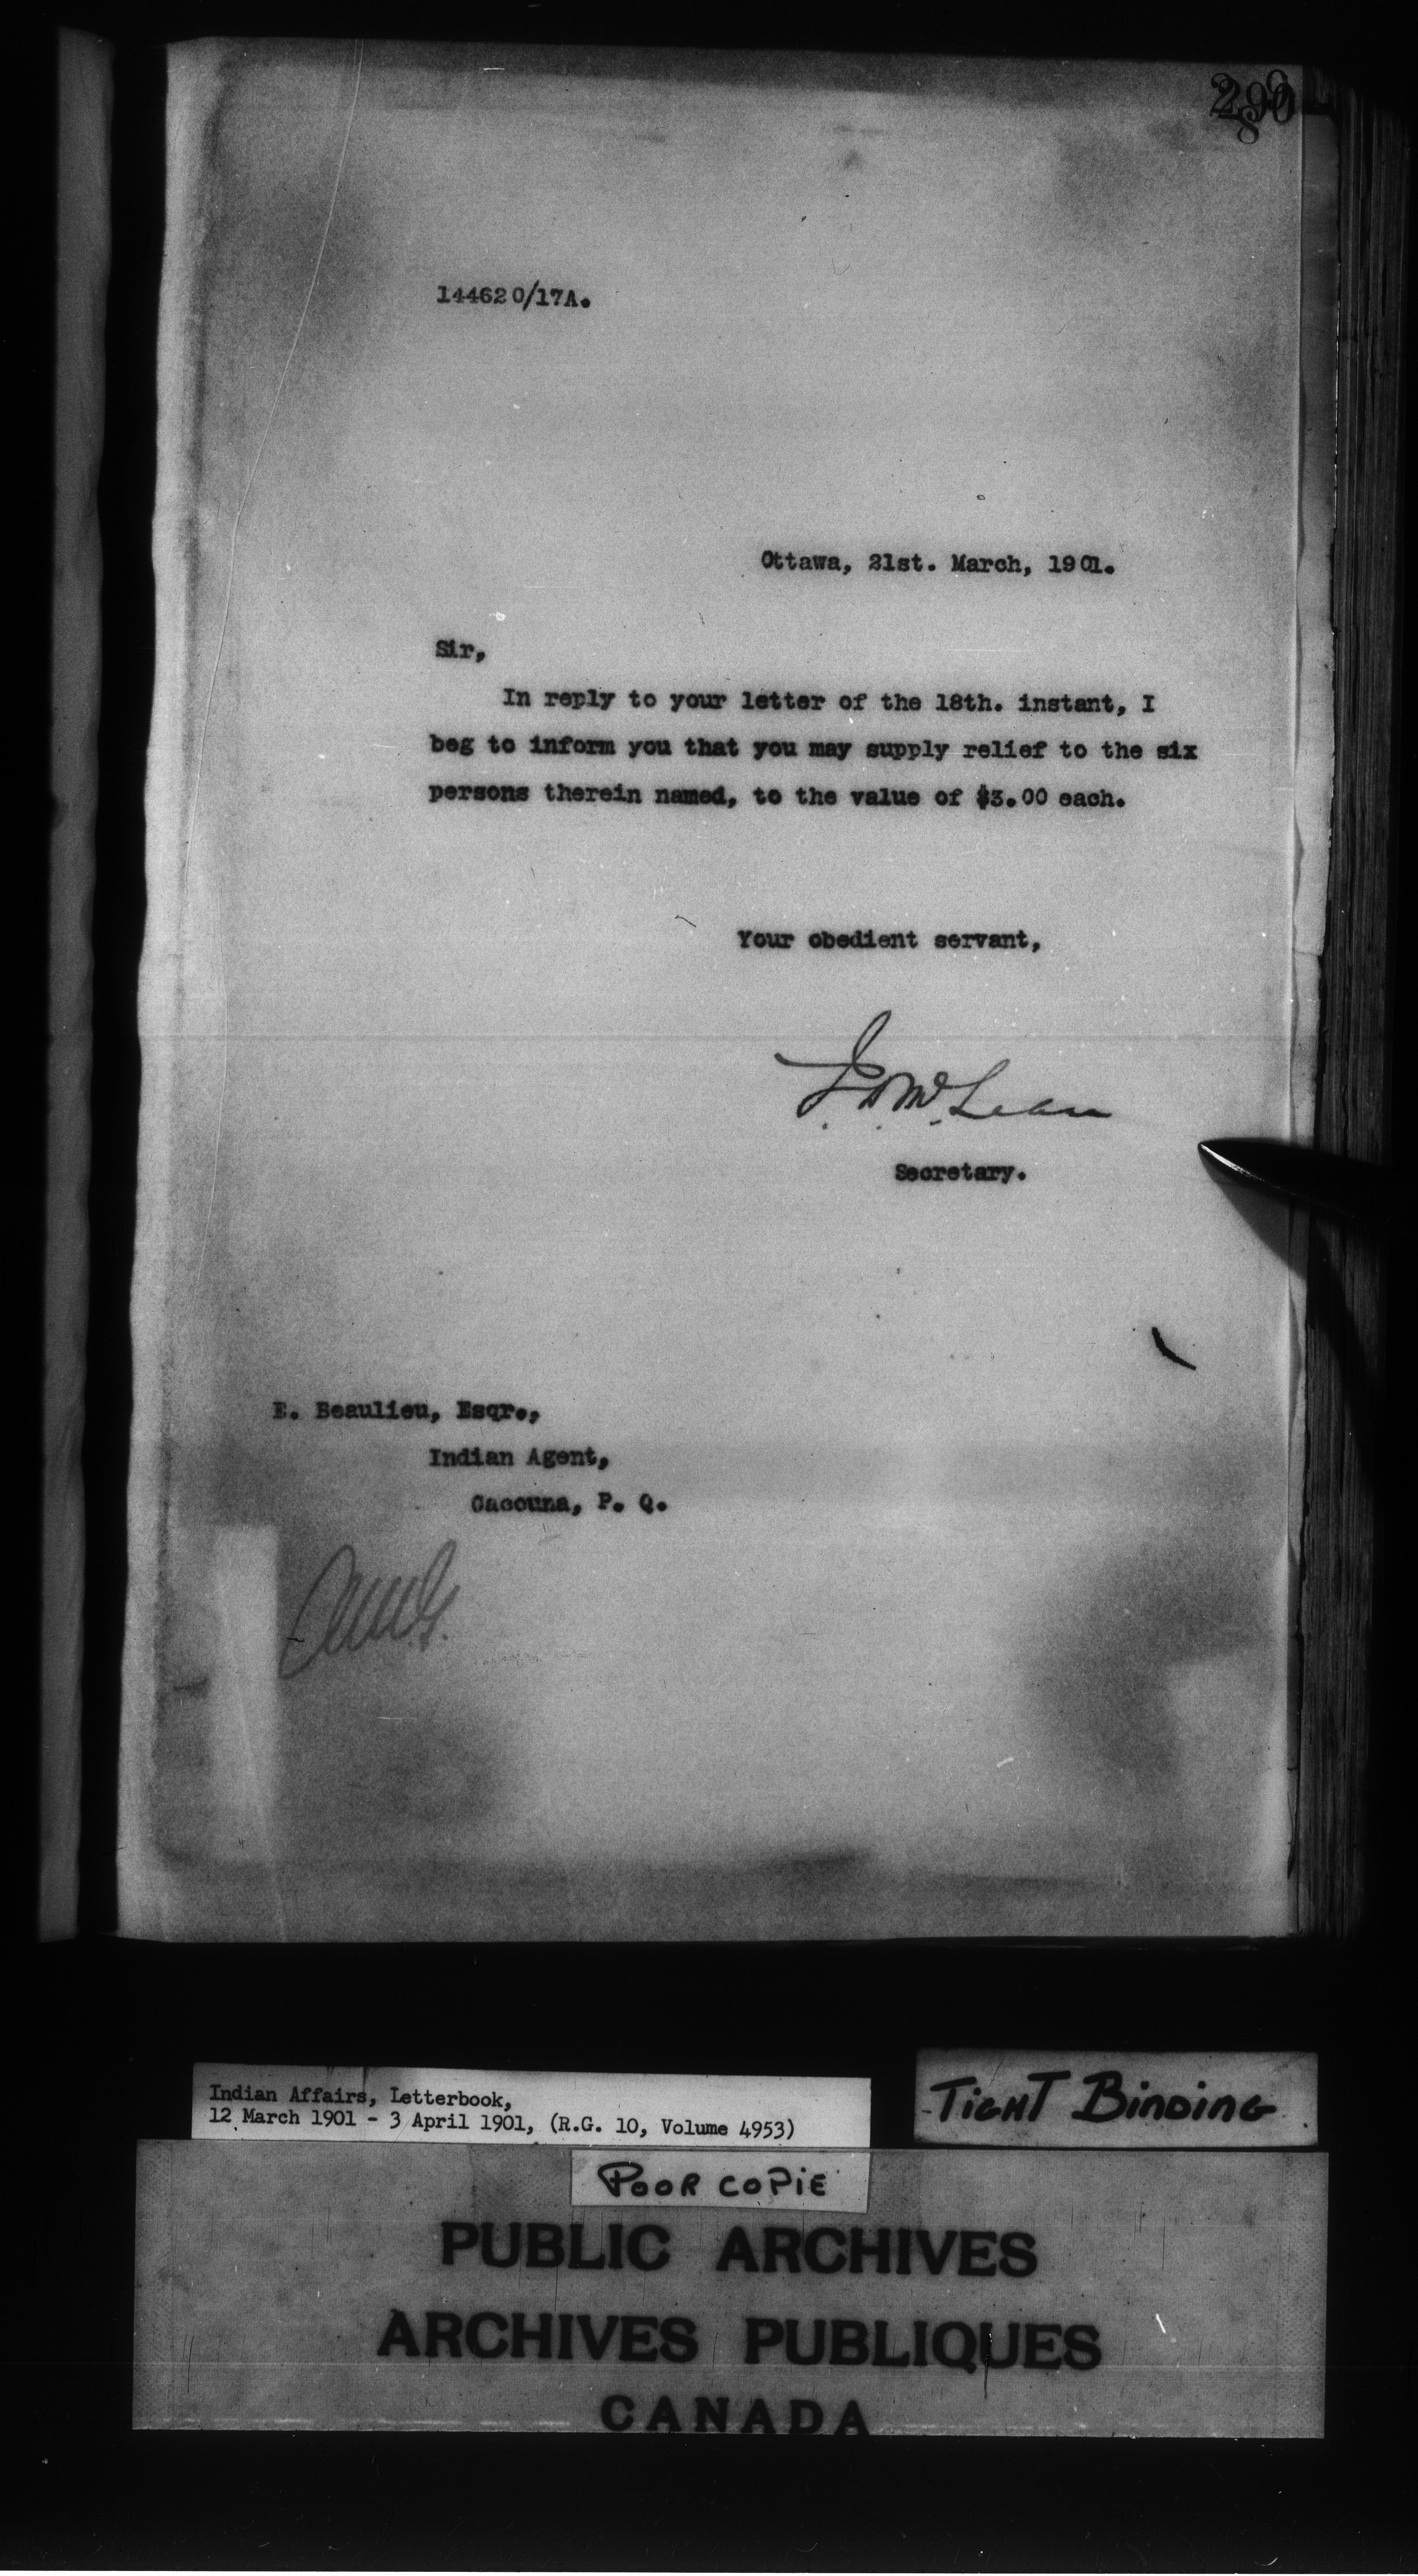 290
144620/17A.
Ottawa, 21st. March, 1901.
Sir,
In reply to your letter of the 18th. instant, I
beg to inform you that you may supply relief to the six
persons therein named, to the value of $3.00 each.
Your obedient servant,
J. D. McLean
Secretary.
E. Beaulieu, Esqr.,
Indian Agent,
Cacouna, P. Q.
Indian Affairs, Letterbook,
12 March 1901 - 3 April 1901, (R.G. 10, Volume 4953)
TIGHT BINDING
POOR COPIE
PUBLIC ARCHIVES
ARCHIVES PUBLIQUES
CANADA